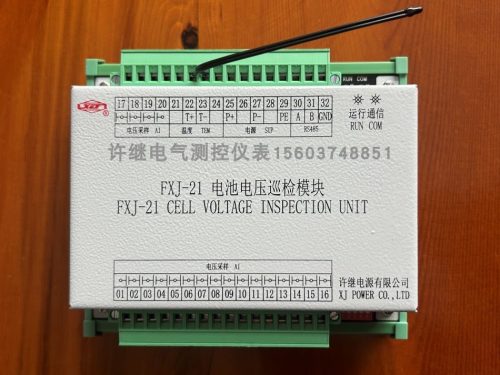 RUN COM
17 18 19 20 21 22 23 24 25 26 27 28 29 30 31 32
T+ T- P+ P- PE A B GND
电压采样 AI 温度 TEM 电源 SUP RS485
XJ ®
运行通信
RUN COM
许继电气测控仪表15603748851
FXJ-21 电池电压巡检模块
FXJ-21 CELL VOLTAGE INSPECTION UNIT
电压采样 AI
01 02 03 04 05 06 07 08 09 10 11 12 13 14 15 16
许继电源有限公司
XJ POWER CO.,LTD